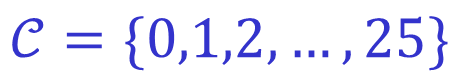 𝒞 = {0,1,2, … , 25}